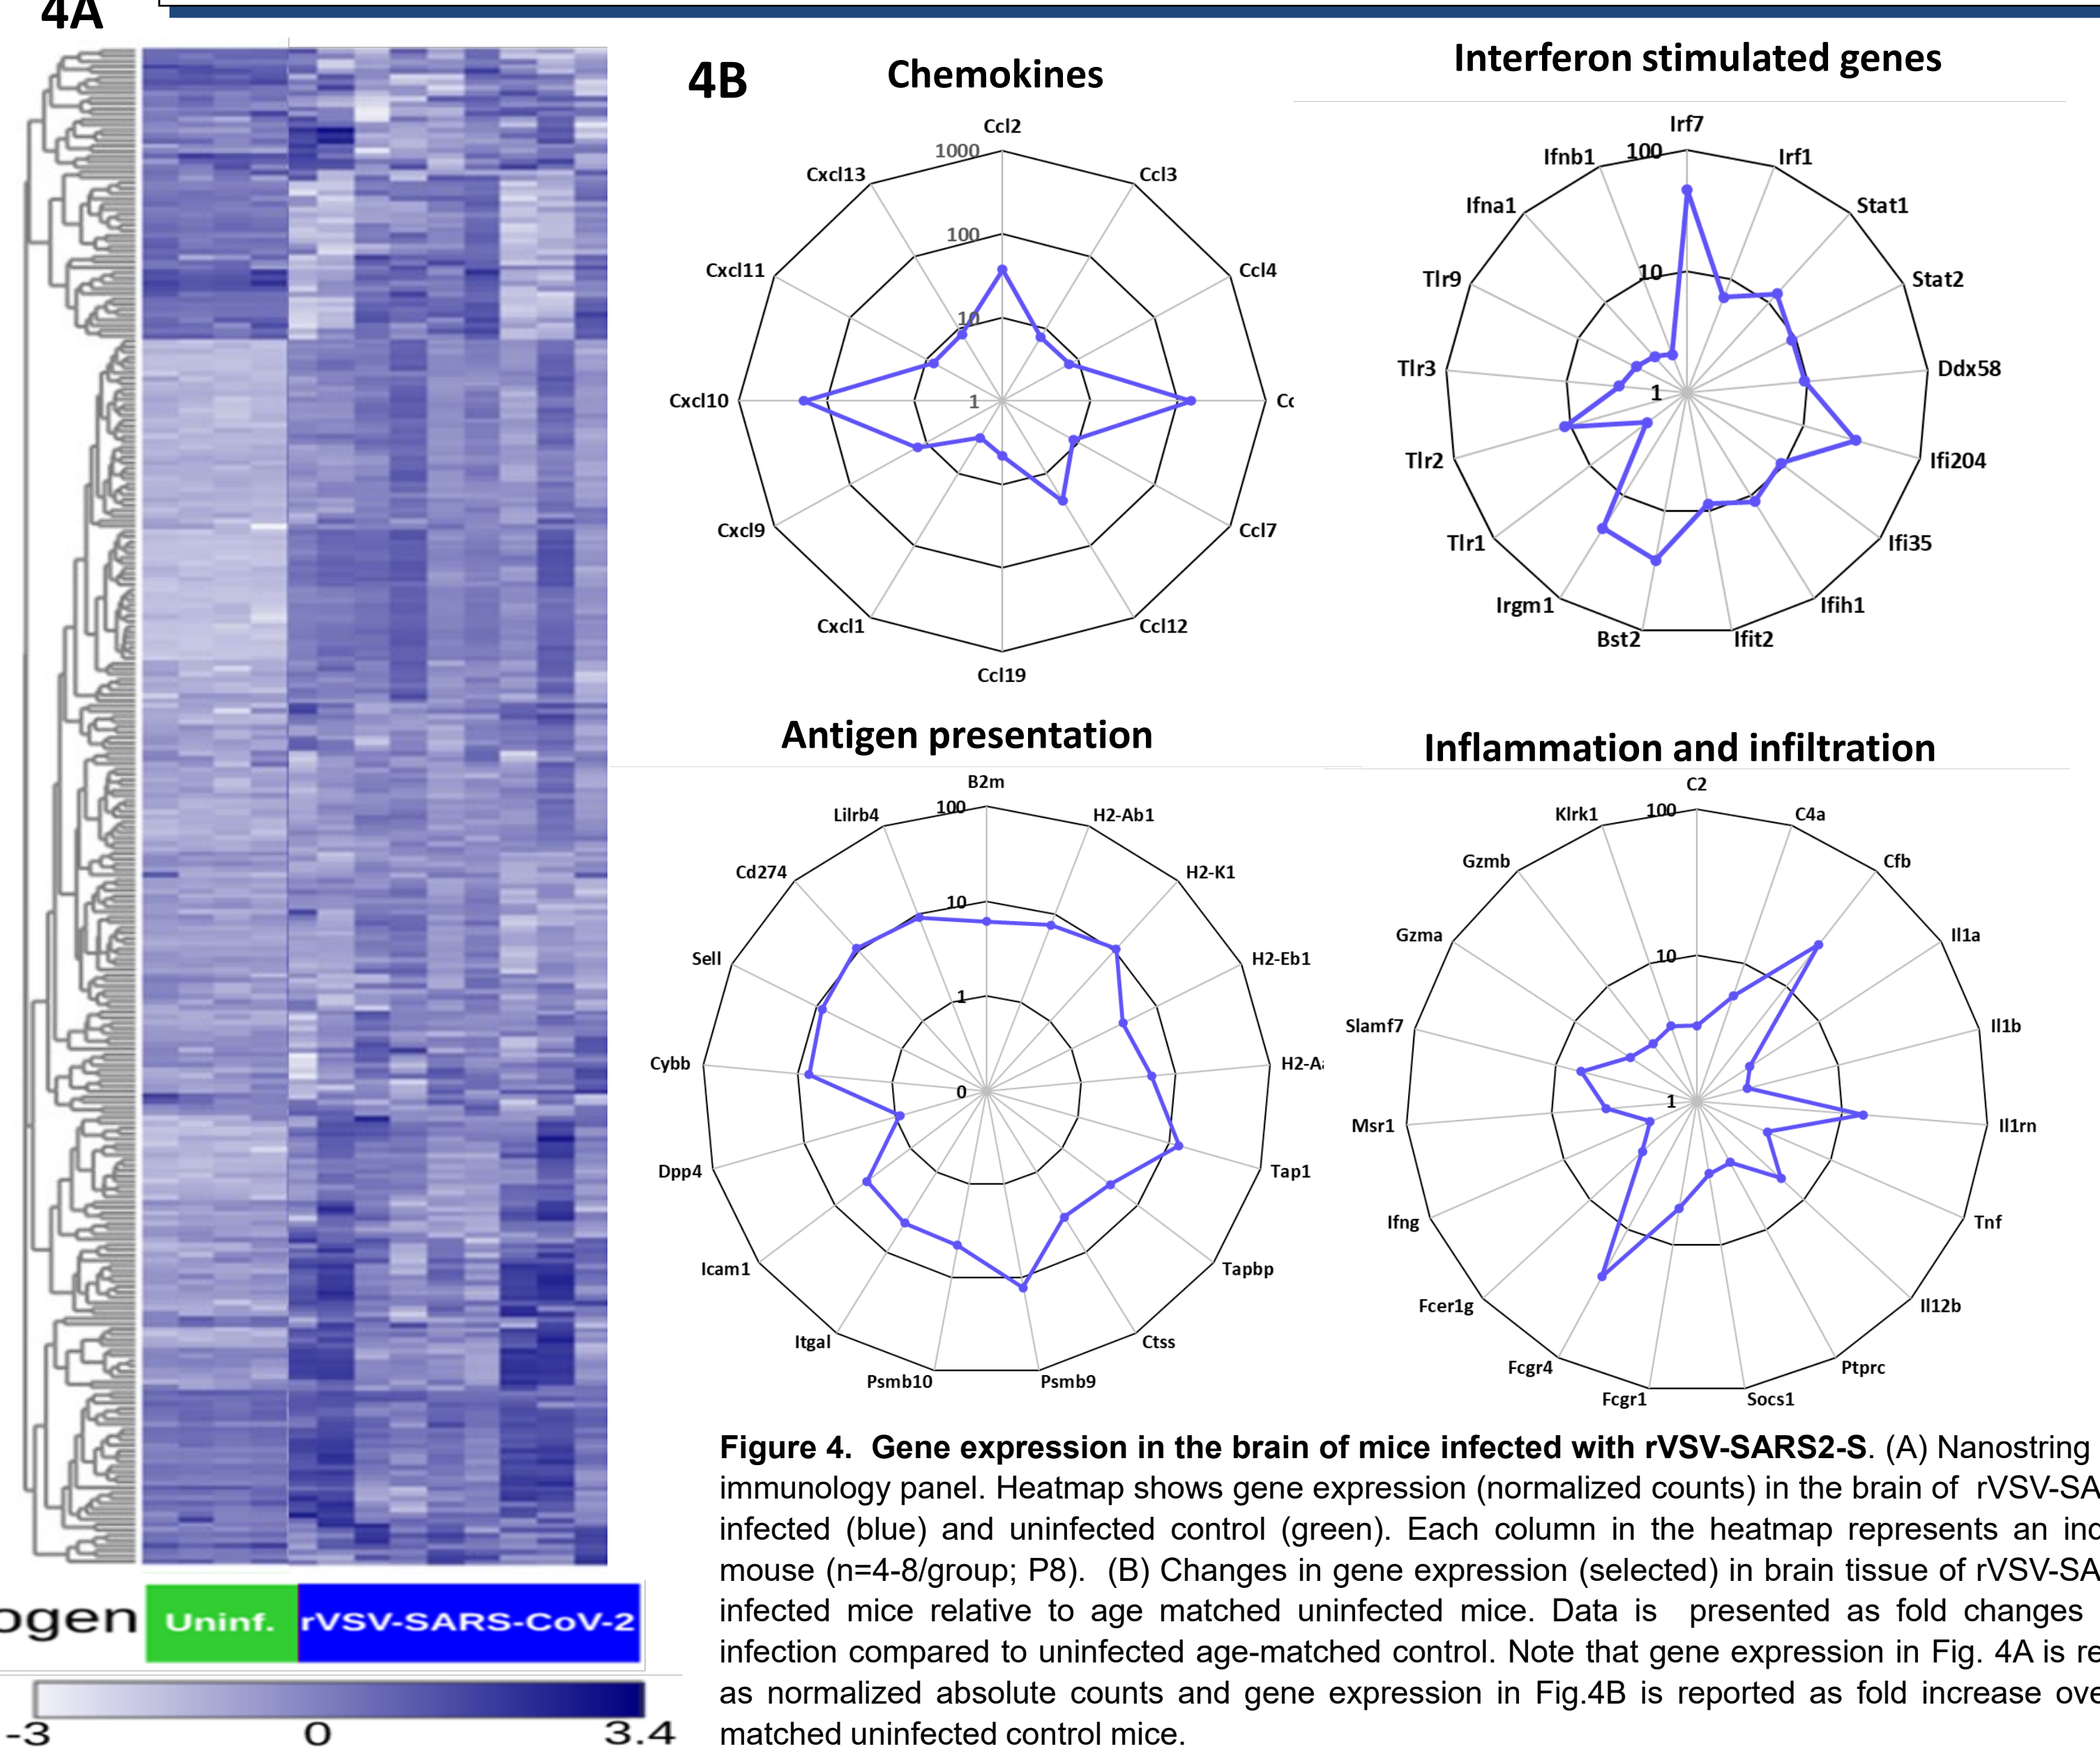 4A
4B
Chemokines
Ccl2
1000
Ccl3
Cxcl13
100
Cxcl11
Ccl4
10
Cxcl10
1
Cxcl9
Ccl7
Cxcl1
Ccl12
Ccl19
Interferon stimulated genes
Irf7
100
Ifnb1
Irf1
Ifna1
Stat1
10
Tlr9
Stat2
Tlr3
Ddx58
1
Tlr2
Ifi204
Tlr1
Ifi35
Irgm1
Ifih1
Bst2
Ifit2
Antigen presentation
B2m
100
Lilrb4
H2-Ab1
Cd274
H2-K1
10
Sell
H2-Eb1
1
Cybb
0
Dpp4
Tap1
Icam1
Tapbp
Itgal
Ctss
Psmb10
Psmb9
Inflammation and infiltration
C2
100
Klrk1
C4a
Gzmb
Cfb
Gzma
Il1a
10
Slamf7
Il1b
1
Msr1
Il1rn
Ifng
Tnf
Fcer1g
Il12b
Fcgr4
Ptprc
Fcgr1
Socs1
ogen
Uninf.
rVSV-SARS-CoV-2
-3
0
3.4
Figure 4. Gene expression in the brain of mice infected with rVSV-SARS2-S. (A) Nanostring
immunology panel. Heatmap shows gene expression (normalized counts) in the brain of rVSV-SA
infected (blue) and uninfected control (green). Each column in the heatmap represents an
mouse (n=4-8/group; P8). (B) Changes in gene expression (selected) in brain tissue of rVSV-SA
infected mice relative to age matched uninfected mice. Data is presented as fold changes
infection compared to uninfected age-matched control. Note that gene expression in Fig. 4A is
as normalized absolute counts and gene expression in Fig.4B is reported as fold increase
matched uninfected control mice.